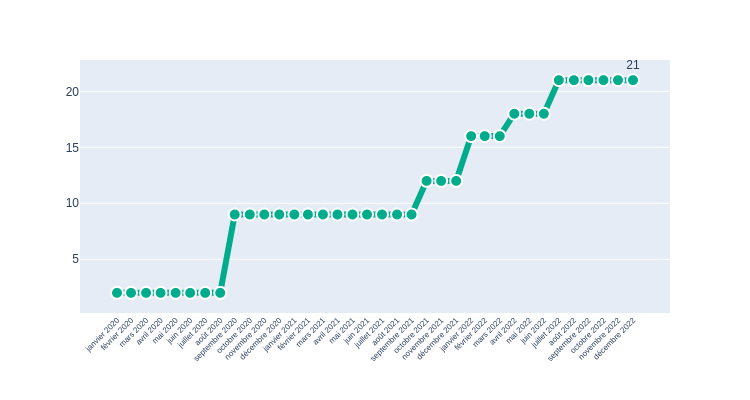 21
20
15
10
5
janvier 2020
février 2020
mars 2020
avril 2020
mai 2020
juin 2020
juillet 2020
août 2020
septembre 2020
octobre 2020
novembre 2020
décembre 2020
janvier 2021
février 2021
mars 2021
avril 2021
mai 2021
juin 2021
juillet 2021
août 2021
septembre 2021
octobre 2021
novembre 2021
décembre 2021
janvier 2022
février 2022
mars 2022
avril 2022
mai 2022
juin 2022
juillet 2022
août 2022
septembre 2022
octobre 2022
novembre 2022
décembre 2022